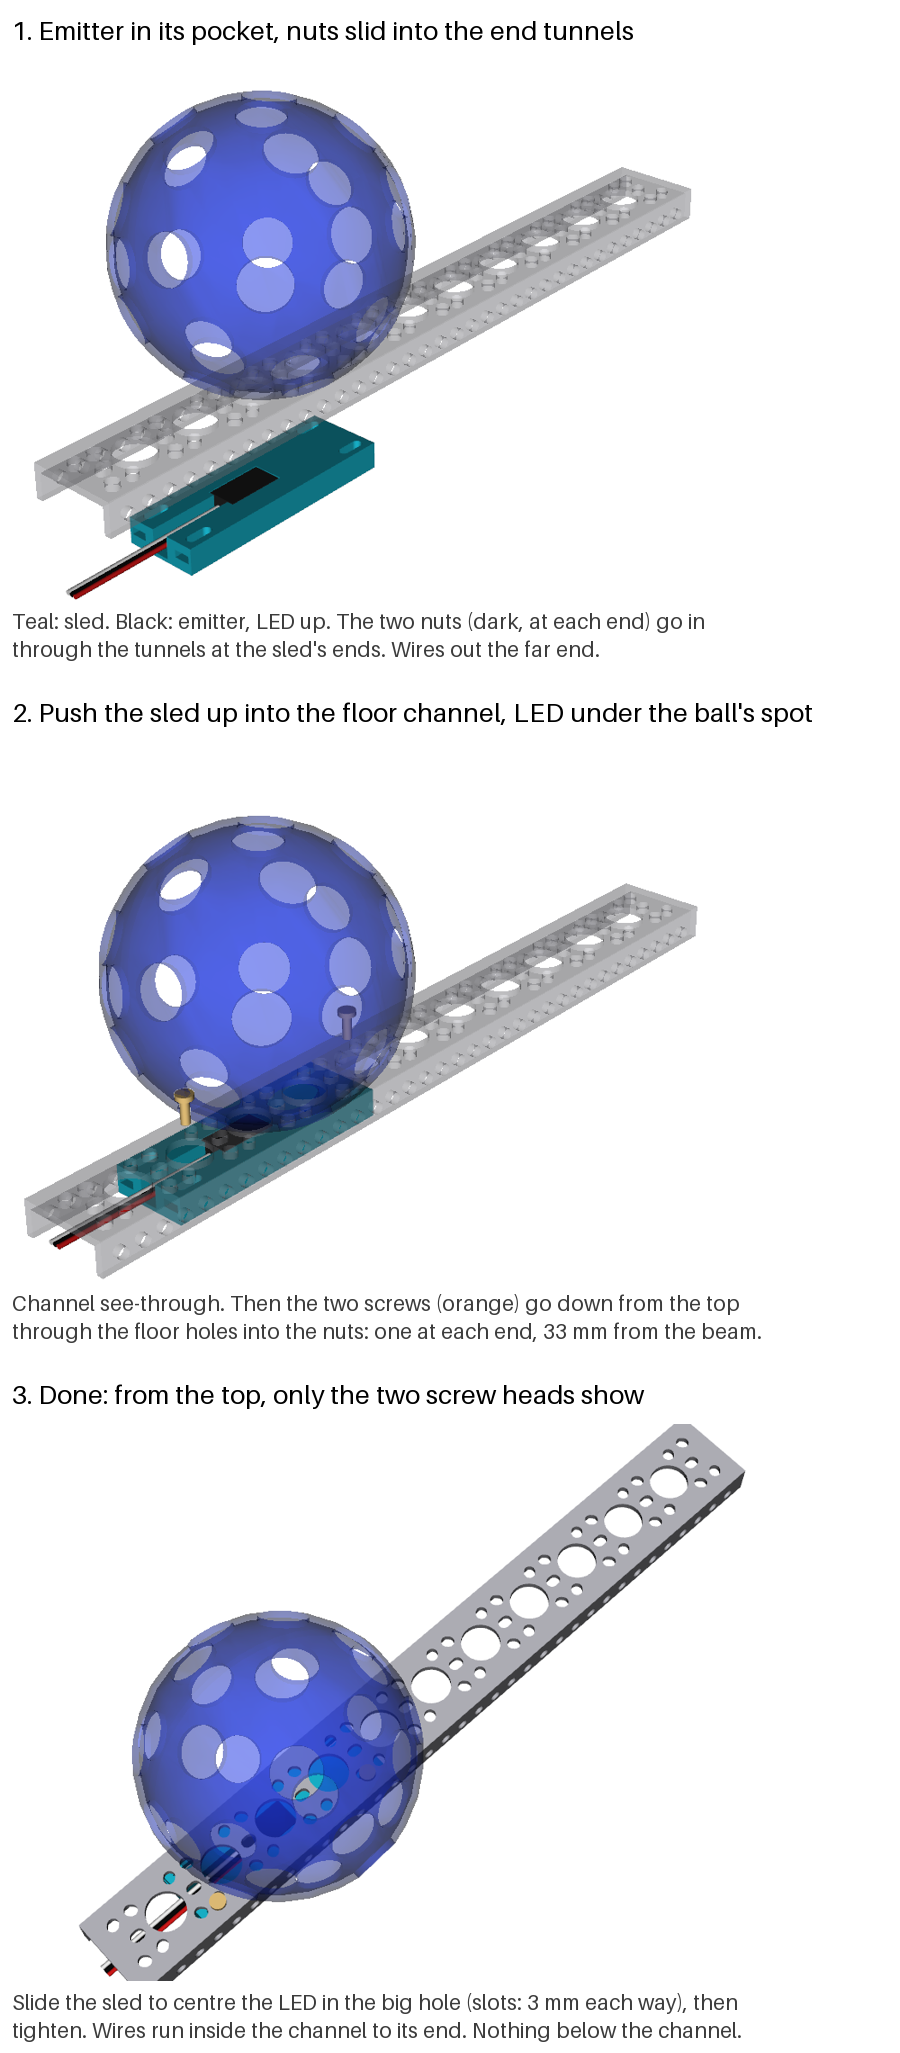 1. Emitter in its pocket, nuts slid into the end tunnels
Teal: sled. Black: emitter, LED up. The two nuts (dark, at each end) go in
through the tunnels at the sled's ends. Wires out the far end.
2. Push the sled up into the floor channel, LED under the ball's spot
Channel see-through. Then the two screws (orange) go down from the top
through the floor holes into the nuts: one at each end, 33 mm from the beam.
3. Done: from the top, only the two screw heads show
Slide the sled to centre the LED in the big hole (slots: 3 mm each way), then
tighten. Wires run inside the channel to its end. Nothing below the channel.